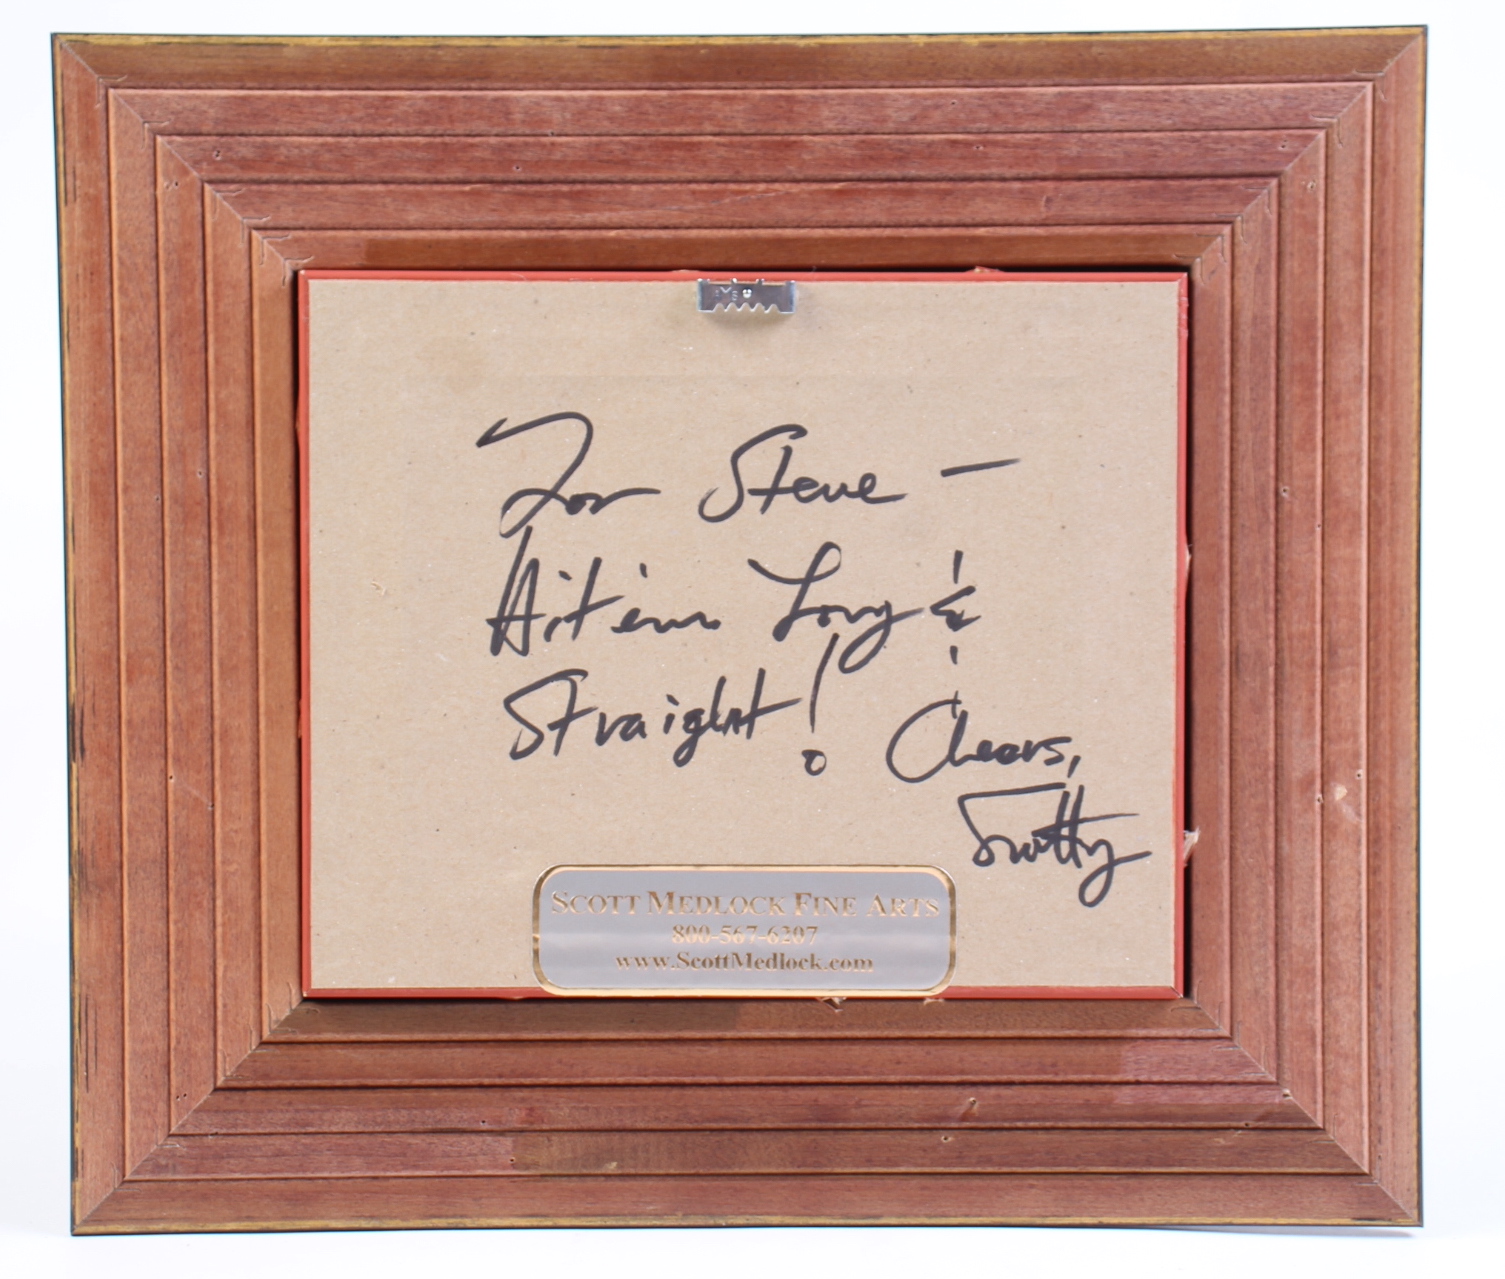 For Steve —
Hit 'em Long &
Straight! Cheers,
Scotty
SCOTT MEDLOCK FINE ARTS
800-567-6207
www.ScottMedlock.com